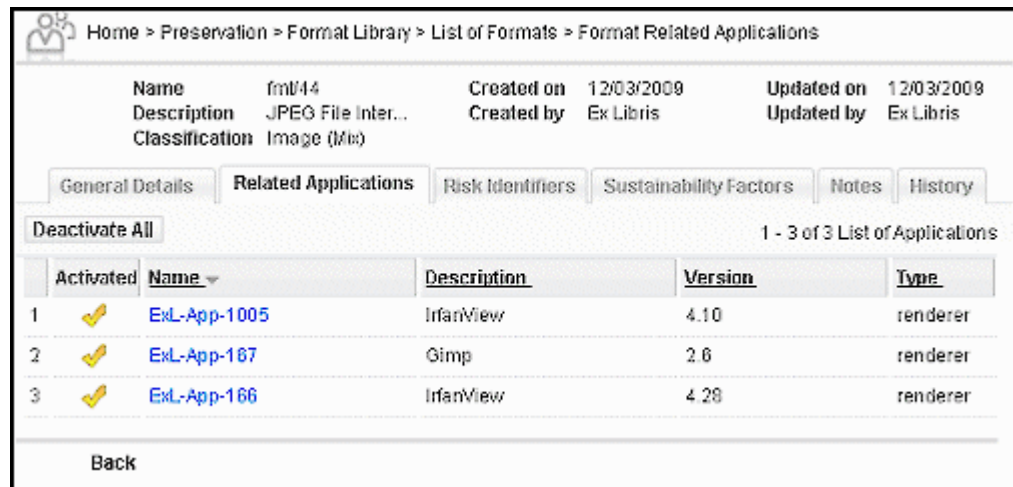 Home > Preservation > Format Library > List of Formats > Format Related Applications
Name fmt/44 Created on 12/03/2009 Updated on 12/03/2009
Description JPEG File Inter... Created by Ex Libris Updated by Ex Libris
Classification Image (Mix)
General Details Related Applications Risk Identifiers Sustainability Factors Notes History
Deactivate All 1 - 3 of 3 List of Applications
Activated Name Description Version Type
1 ExL-App-1005 IrfanView 4.10 renderer
2 ExL-App-167 Gimp 2.6 renderer
3 ExL-App-166 IrfanView 4.28 renderer
Back